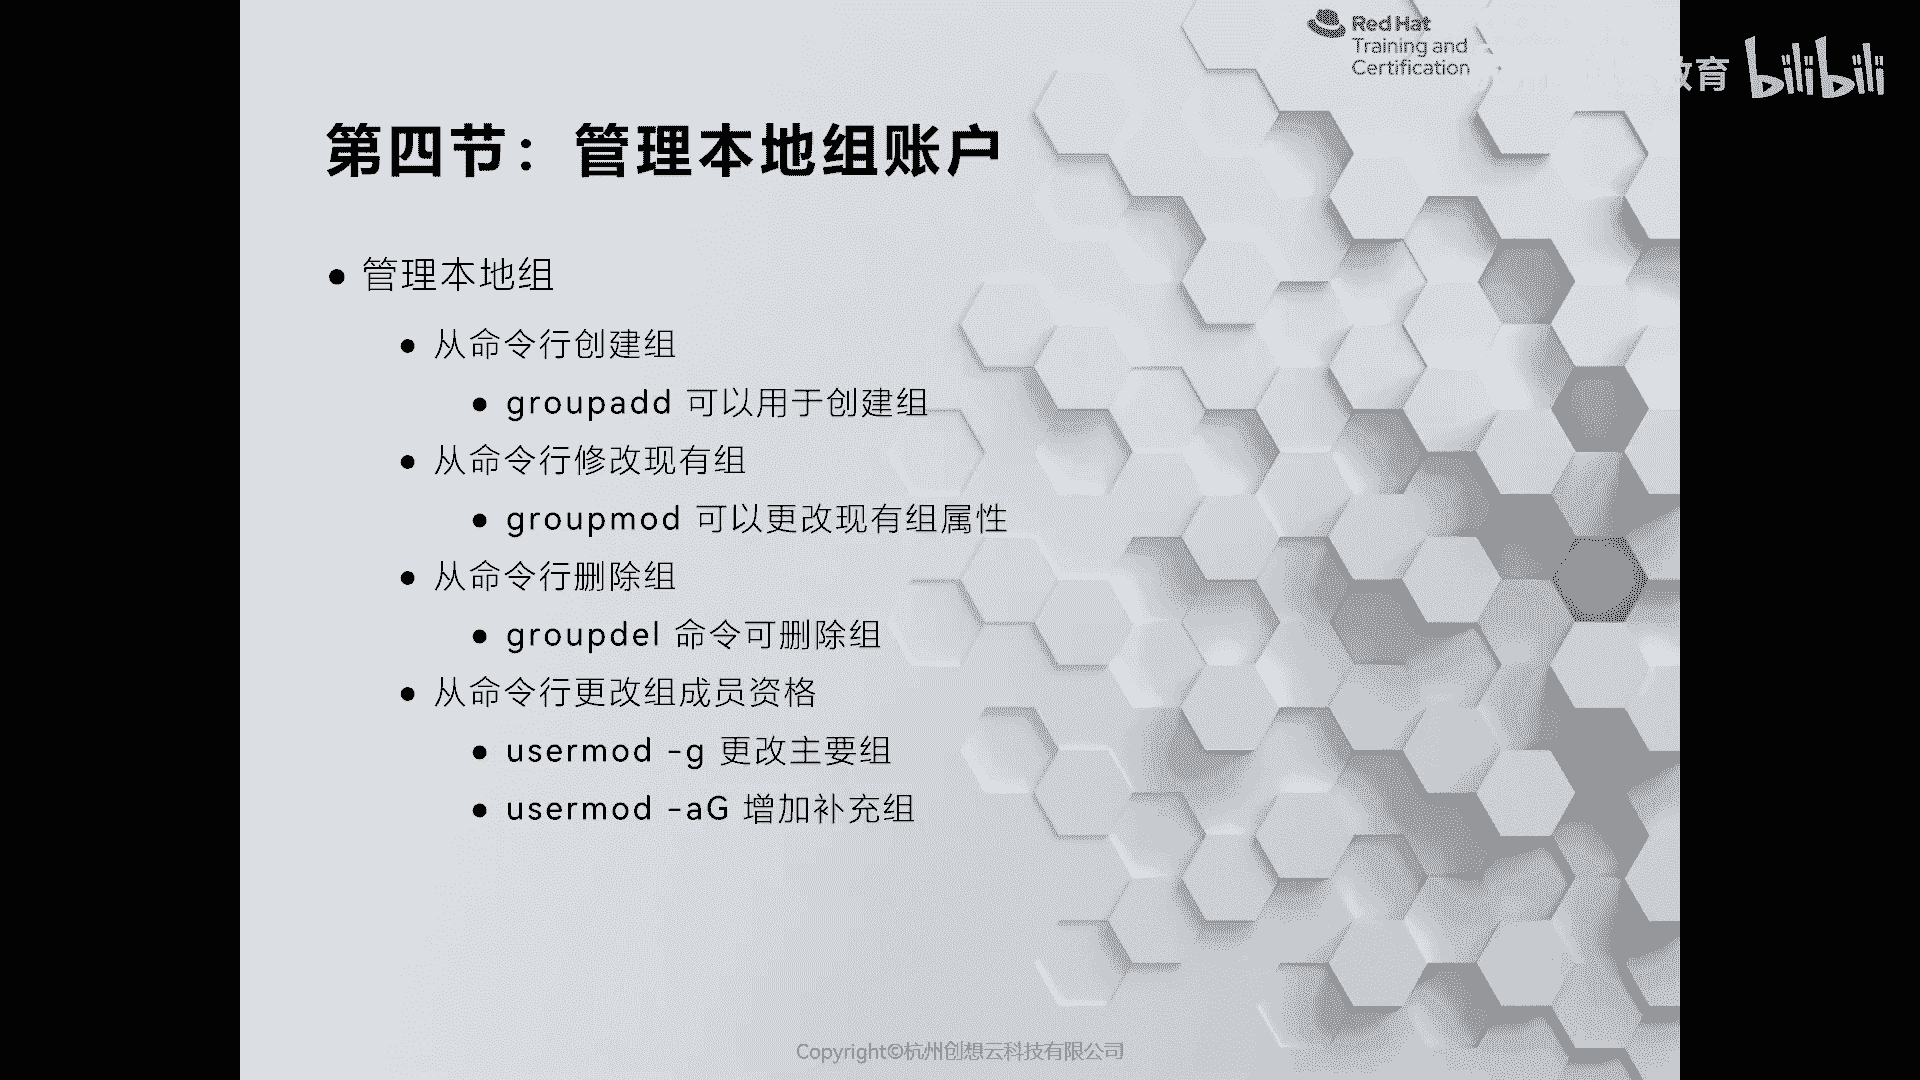 Red Hat
Training and
Certification
教育 bilibili
第四节：管理本地组账户
● 管理本地组
● 从命令行创建组
● groupadd 可以用于创建组
● 从命令行修改现有组
● groupmod 可以更改现有组属性
● 从命令行删除组
● groupdel 命令可删除组
● 从命令行更改组成员资格
● usermod -g 更改主要组
● usermod -aG 增加补充组
Copyright©杭州创想云科技有限公司